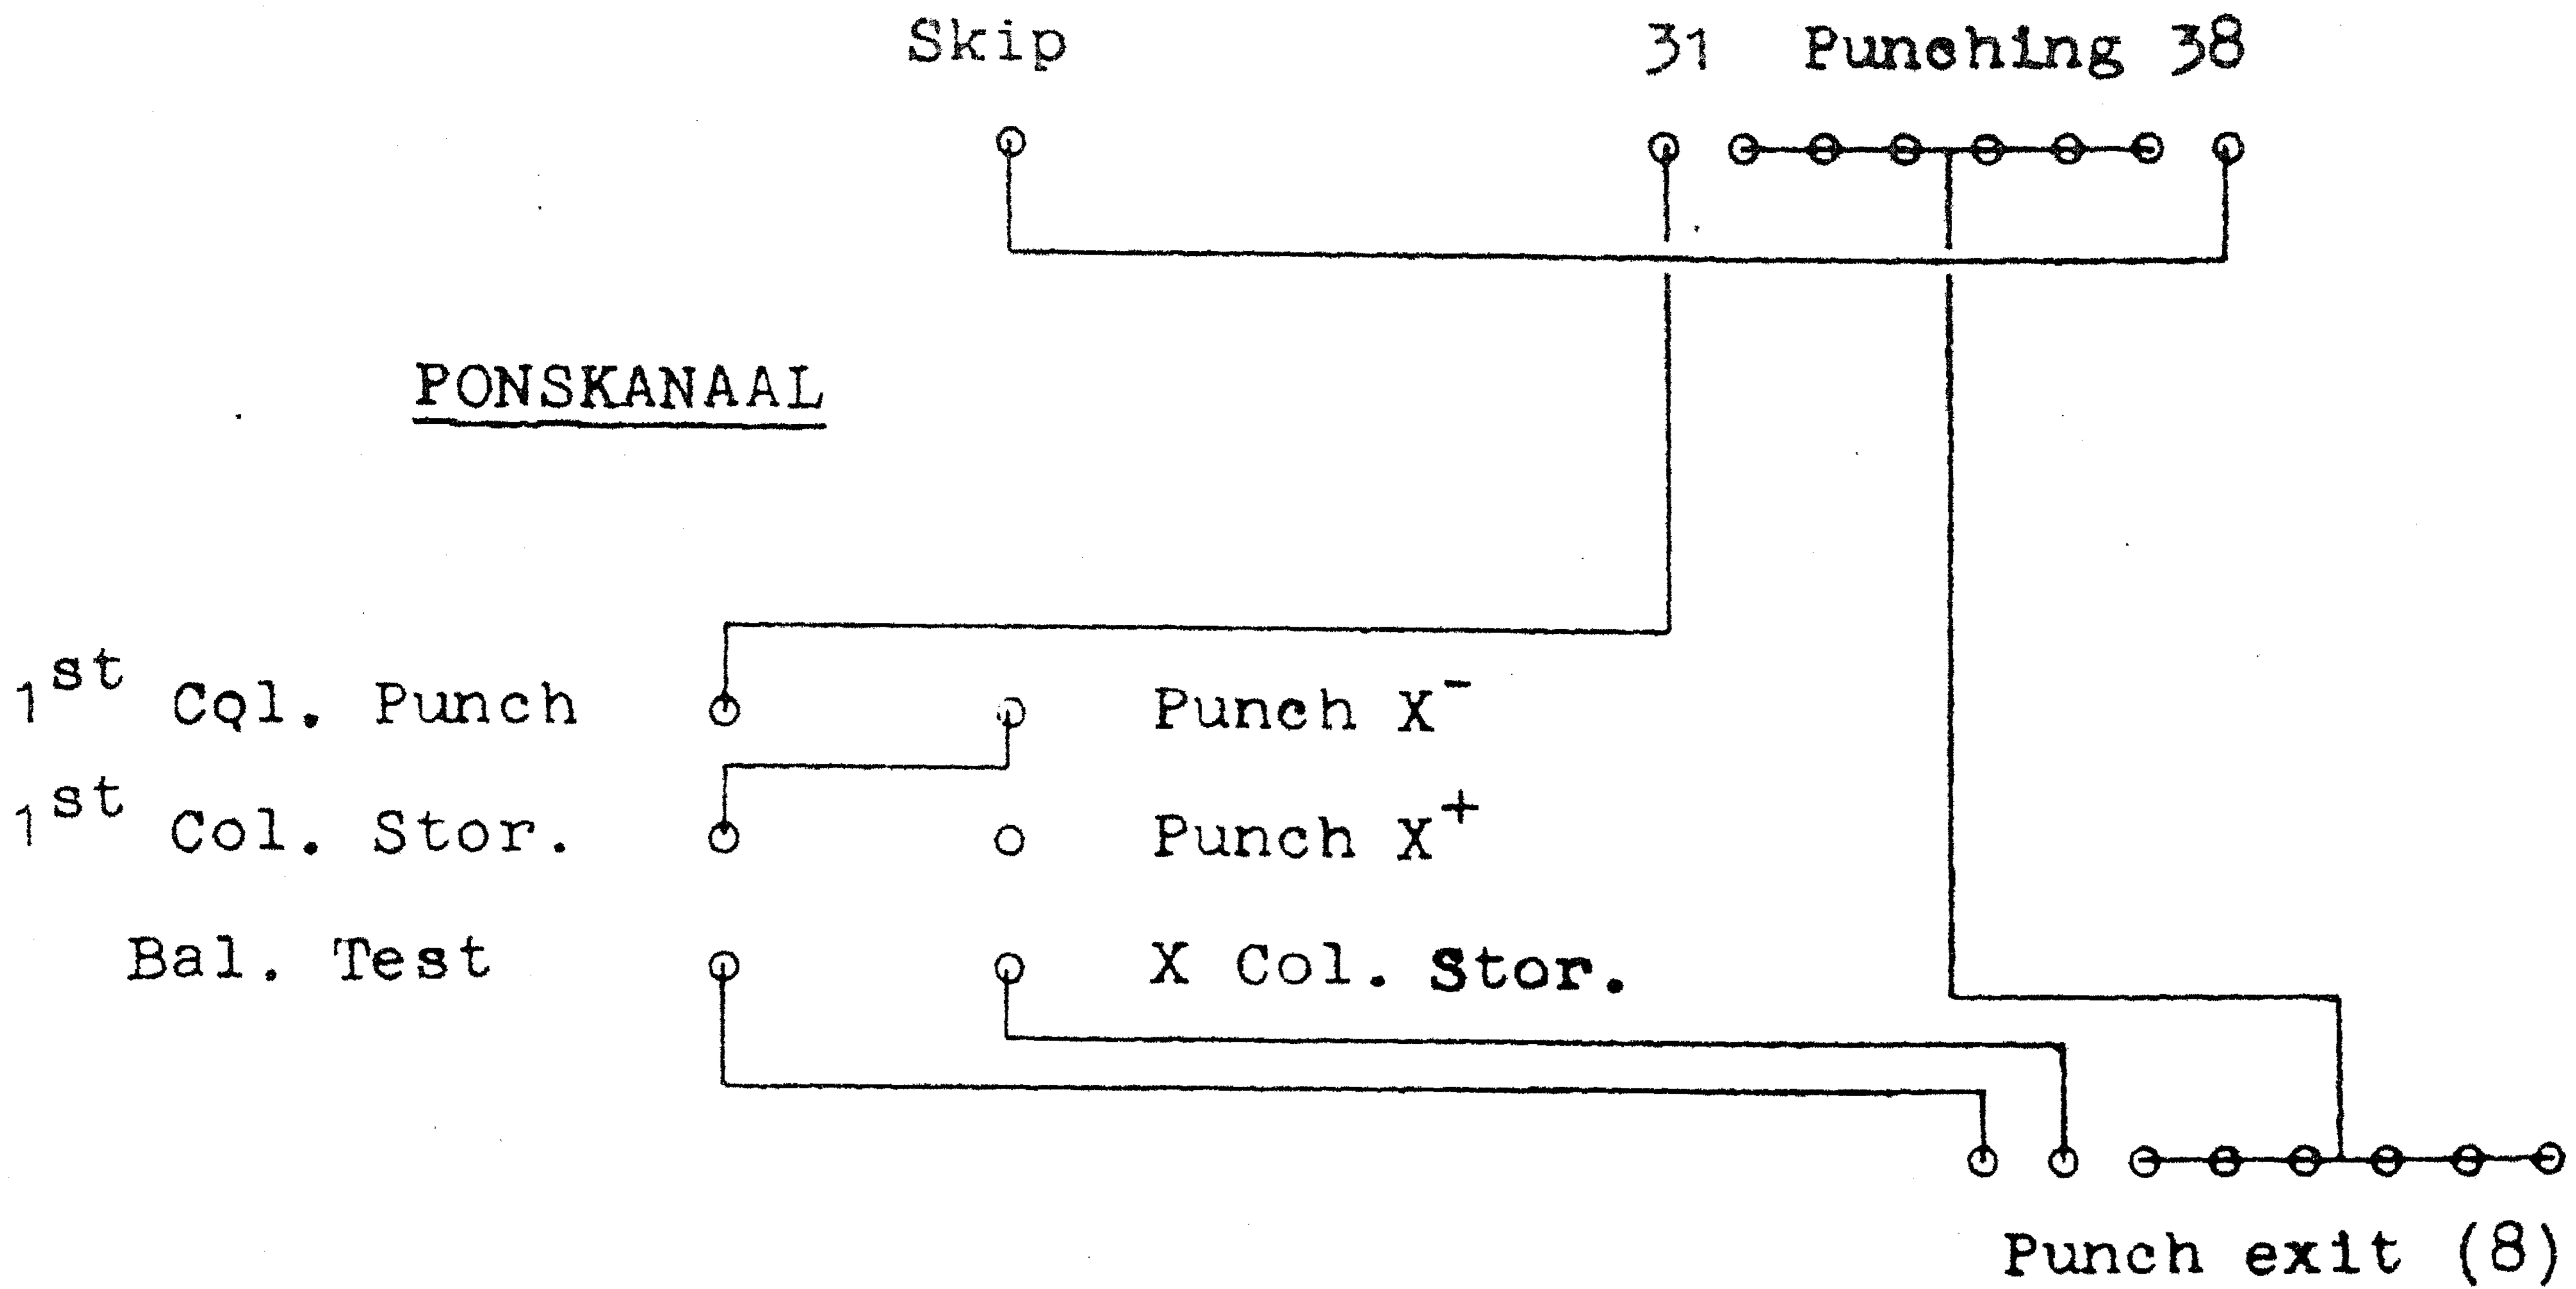 Skip 31 Punching 38
PONSKANAAL
1st Col. Punch Punch X-
1st Col. Stor. Punch X+
Bal. Test X Col. Stor.
Punch exit (8)